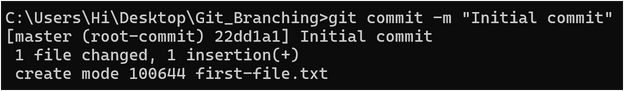 C:\Users\Hi\Desktop\Git_Branching>git commit -m "Initial commit"
[master (root-commit) 22dd1a1] Initial commit
 1 file changed, 1 insertion(+)
 create mode 100644 first-file.txt